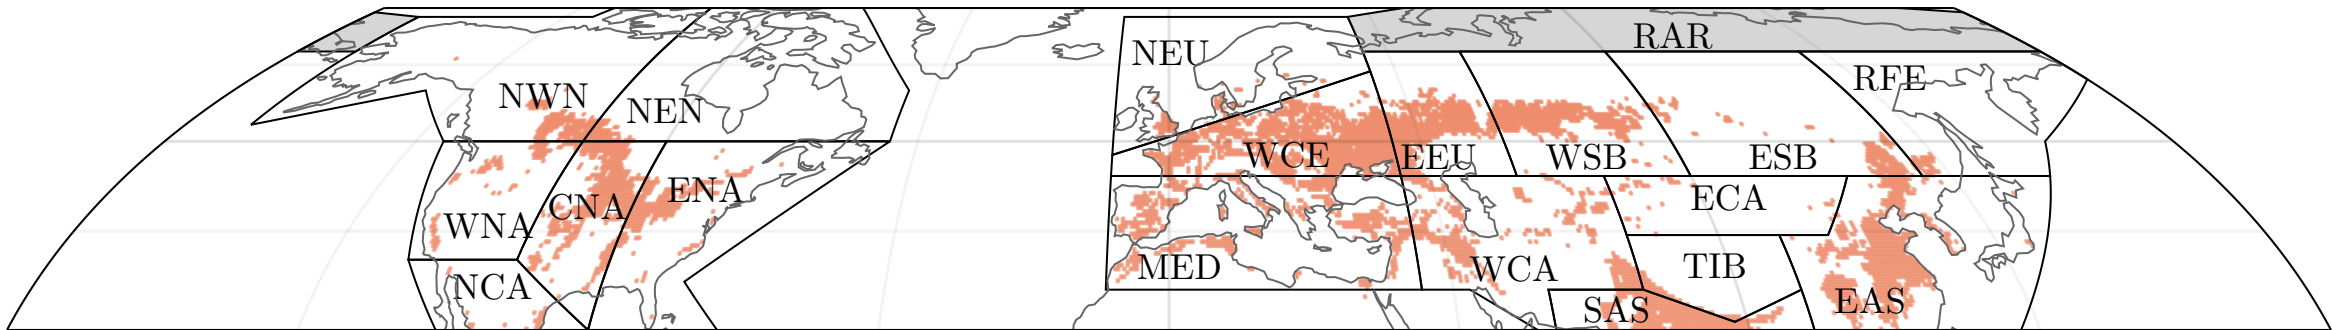 RAR
NEU
RFE
NWN
NEN
WCE
EEU
WSB
ESB
ENA
ECA
CNA
WNA
MED
WCA
TIB
NCA
EAS
SAS